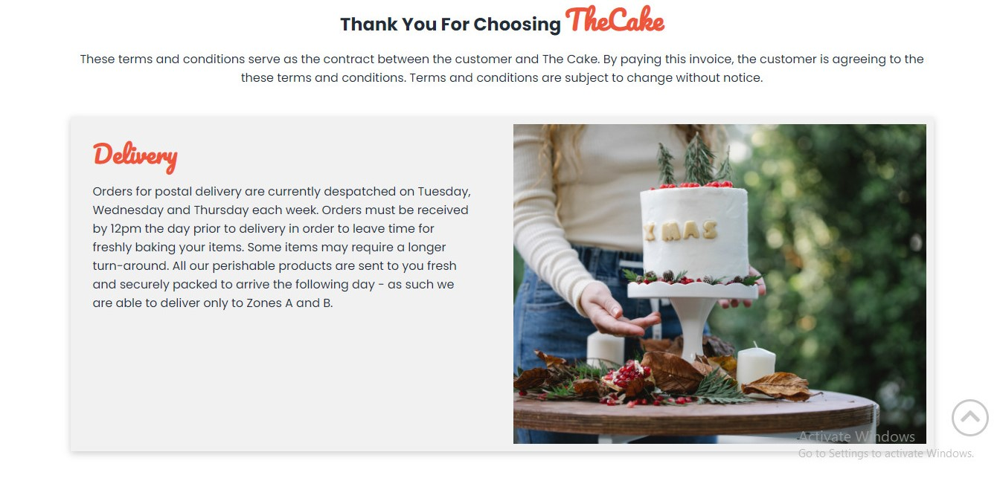 Thank You For Choosing TheCake
These terms and conditions serve as the contract between the customer and The Cake. By paying this invoice, the customer is agreeing to the
these terms and conditions. Terms and conditions are subject to change without notice.
Delivery
Orders for postal delivery are currently despatched on Tuesday,
Wednesday and Thursday each week. Orders must be received
by 12pm the day prior to delivery in order to leave time for
freshly baking your items. Some items may require a longer
turn-around. All our perishable products are sent to you fresh
and securely packed to arrive the following day - as such we
are able to deliver only to Zones A and B.
X MAS
Activate Windows
Go to Settings to activate Windows.